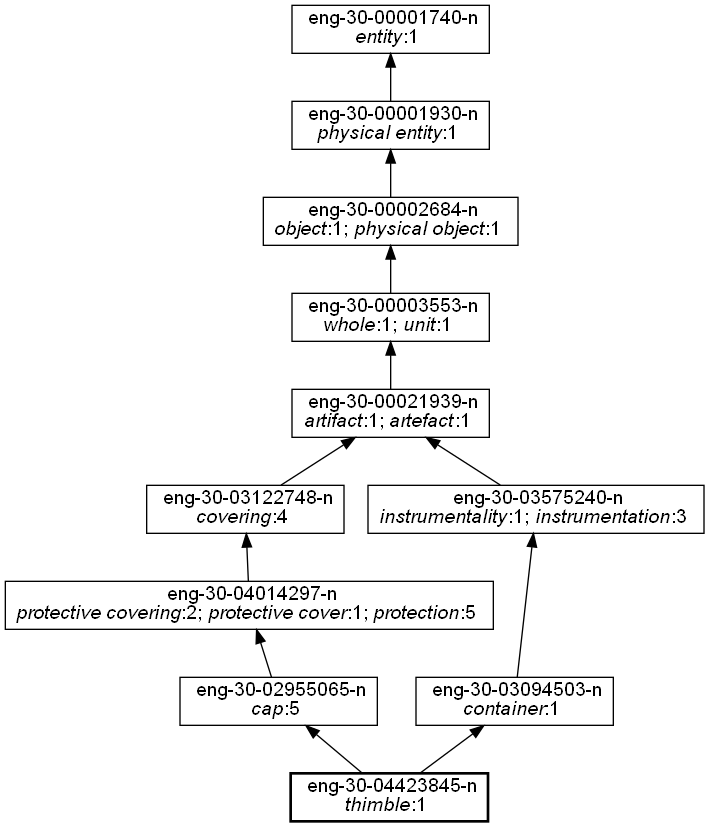 eng-30-00001740-n
entity:1
eng-30-00001930-n
physical entity:1
eng-30-00002684-n
object:1; physical object:1
eng-30-00003553-n
whole:1; unit:1
eng-30-00021939-n
artifact:1; artefact:1
eng-30-03122748-n
covering:4
eng-30-03575240-n
instrumentality:1; instrumentation:3
eng-30-04014297-n
protective covering:2; protective cover:1; protection:5
eng-30-02955065-n
cap:5
eng-30-03094503-n
container:1
eng-30-04423845-n
thimble:1